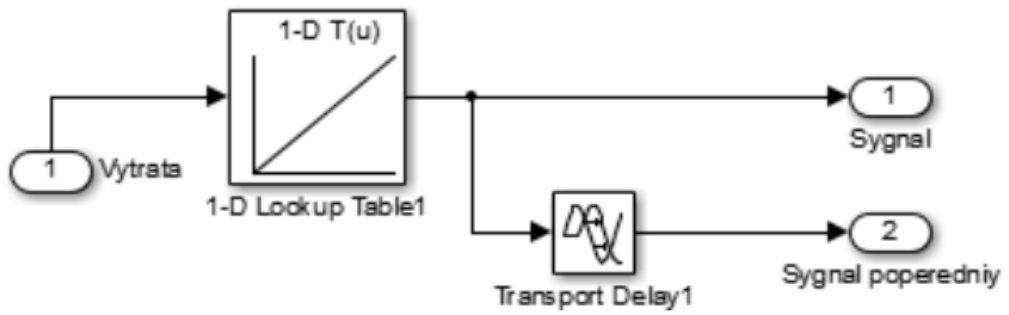 1-D T(u)
1
Vytrata
1-D Lookup Table1
1
Sygnal
2
Sygnal poperedniy
Transport Delay1